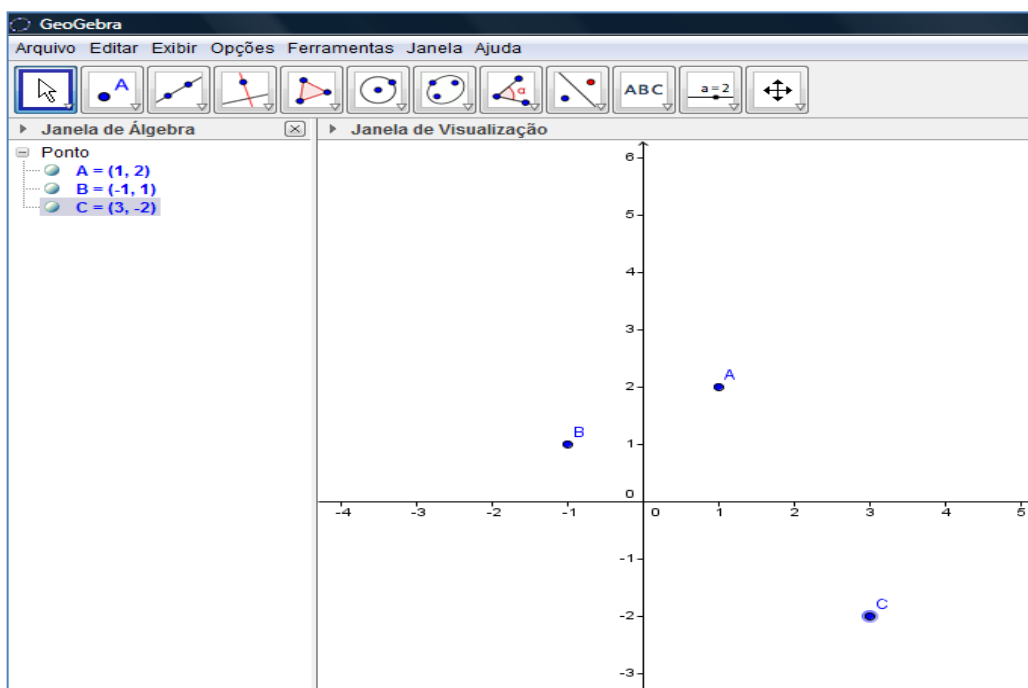 GeoGebra
Arquivo Editar Exibir Opções Ferramentas Janela Ajuda
A α ABC a=2
Janela de Álgebra
Janela de Visualização
Ponto
A = (1, 2)
B = (-1, 1)
C = (3, -2)
6
5
4
3
2 A
B 1
0
-4 -3 -2 -1 0 1 2 3 4 5
-1
-2 C
-3